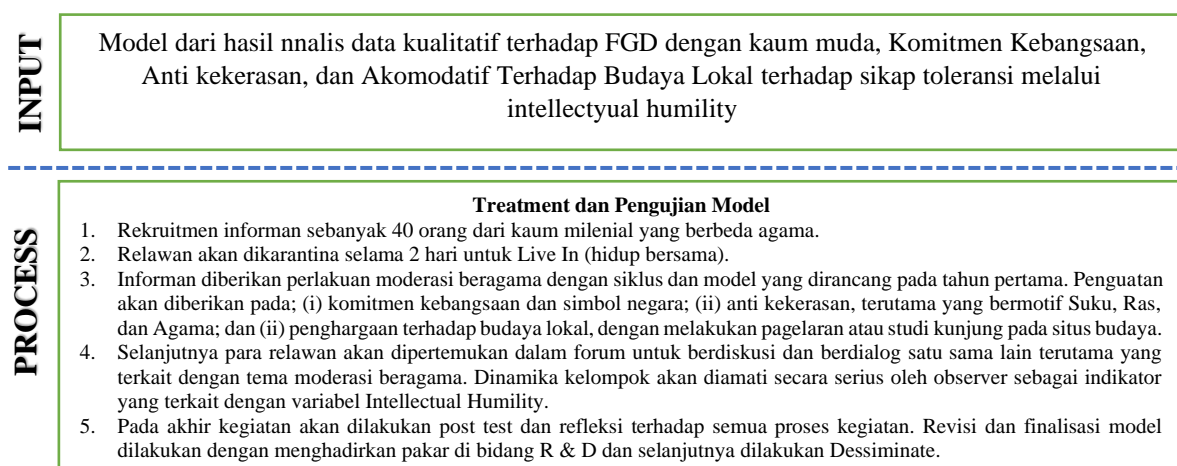 INPUT
Model dari hasil nnalis data kualitatif terhadap FGD dengan kaum muda, Komitmen Kebangsaan,
Anti kekerasan, dan Akomodatif Terhadap Budaya Lokal terhadap sikap toleransi melalui
intellectyual humility
PROCESS
Treatment dan Pengujian Model
1. Rekruitmen informan sebanyak 40 orang dari kaum milenial yang berbeda agama.
2. Relawan akan dikarantina selama 2 hari untuk Live In (hidup bersama).
3. Informan diberikan perlakuan moderasi beragama dengan siklus dan model yang dirancang pada tahun pertama. Penguatan
akan diberikan pada; (i) komitmen kebangsaan dan simbol negara; (ii) anti kekerasan, terutama yang bermotif Suku, Ras,
dan Agama; dan (ii) penghargaan terhadap budaya lokal, dengan melakukan pagelaran atau studi kunjung pada situs budaya.
4. Selanjutnya para relawan akan dipertemukan dalam forum untuk berdiskusi dan berdialog satu sama lain terutama yang
terkait dengan tema moderasi beragama. Dinamika kelompok akan diamati secara serius oleh observer sebagai indikator
yang terkait dengan variabel Intellectual Humility.
5. Pada akhir kegiatan akan dilakukan post test dan refleksi terhadap semua proses kegiatan. Revisi dan finalisasi model
dilakukan dengan menghadirkan pakar di bidang R & D dan selanjutnya dilakukan Dessiminate.